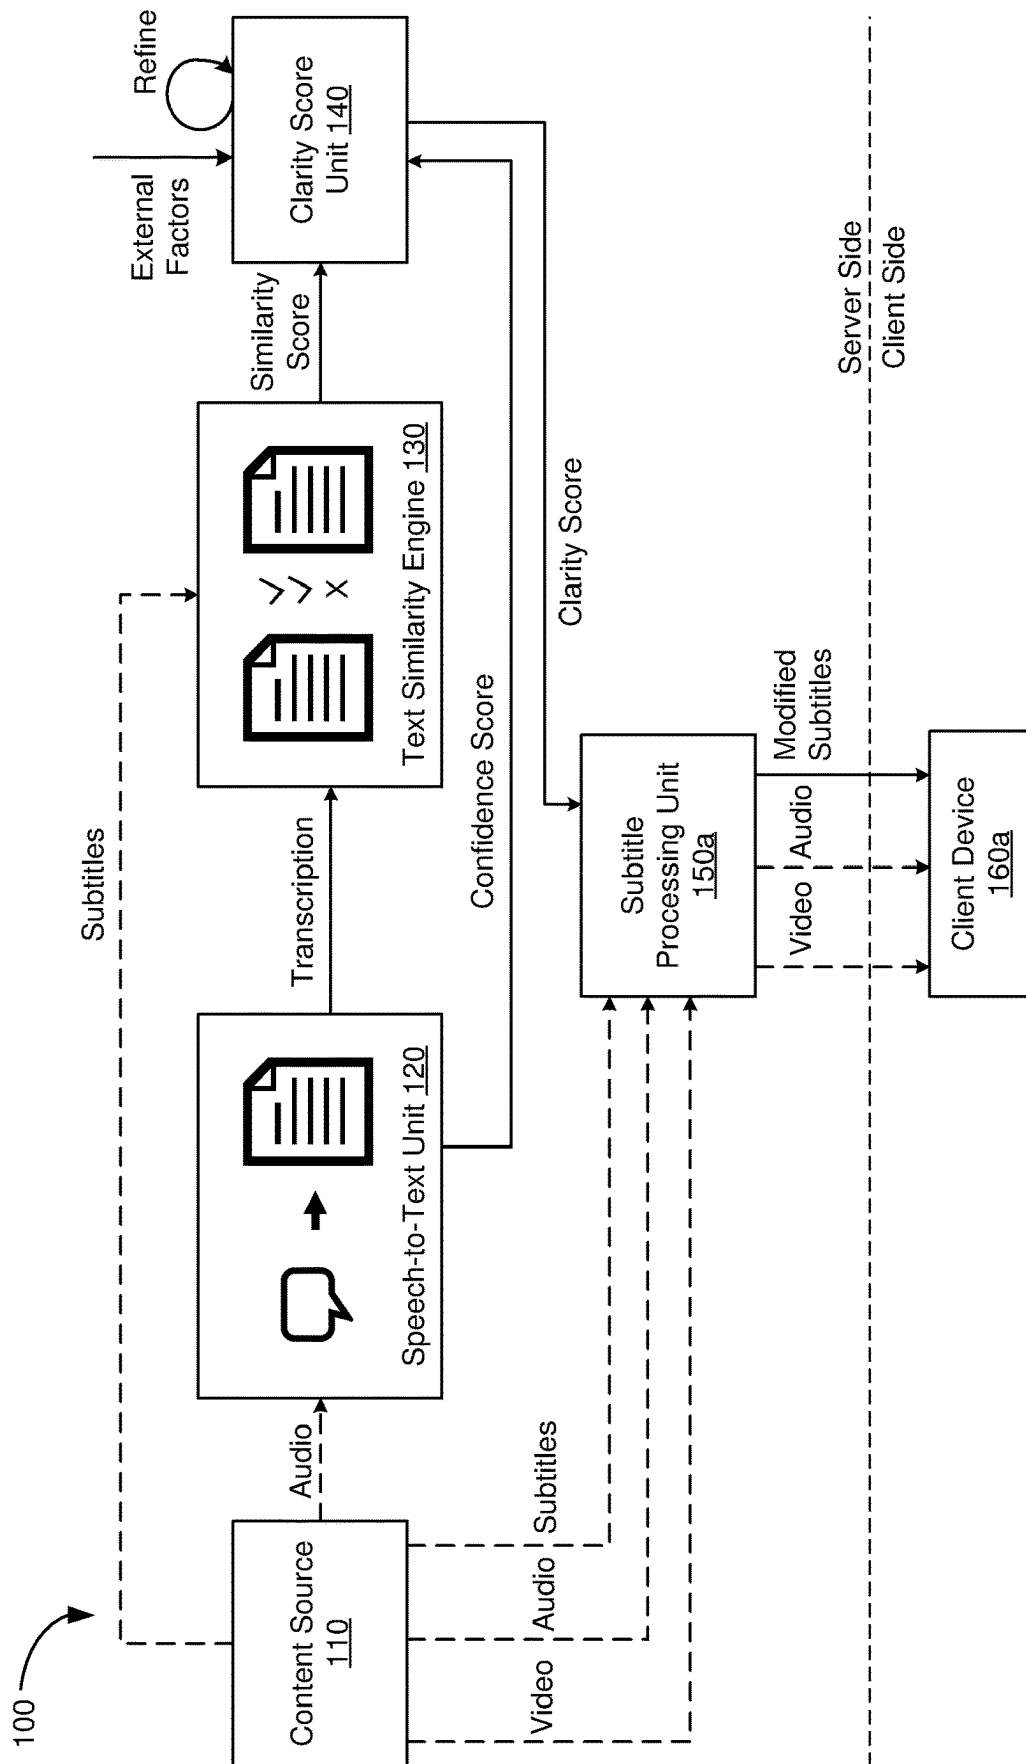 100
Content Source
110
Subtitles
Audio
Speech-to-Text Unit 120
Transcription
Text Similarity Engine 130
Similarity
Score
External
Factors
Refine
Clarity Score
Unit 140
Confidence Score
Clarity Score
Video
Audio
Subtitles
Subtitle
Processing Unit
150a
Video
Audio
Modified
Subtitles
Server Side
Client Side
Client Device
160a